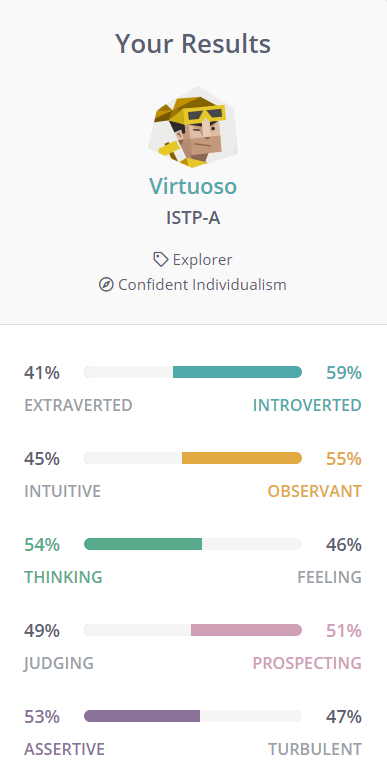 Your Results
Virtuoso
ISTP-A
Explorer
Confident Individualism
41% 59%
EXTRAVERTED INTROVERTED
45% 55%
INTUITIVE OBSERVANT
54% 46%
THINKING FEELING
49% 51%
JUDGING PROSPECTING
53% 47%
ASSERTIVE TURBULENT